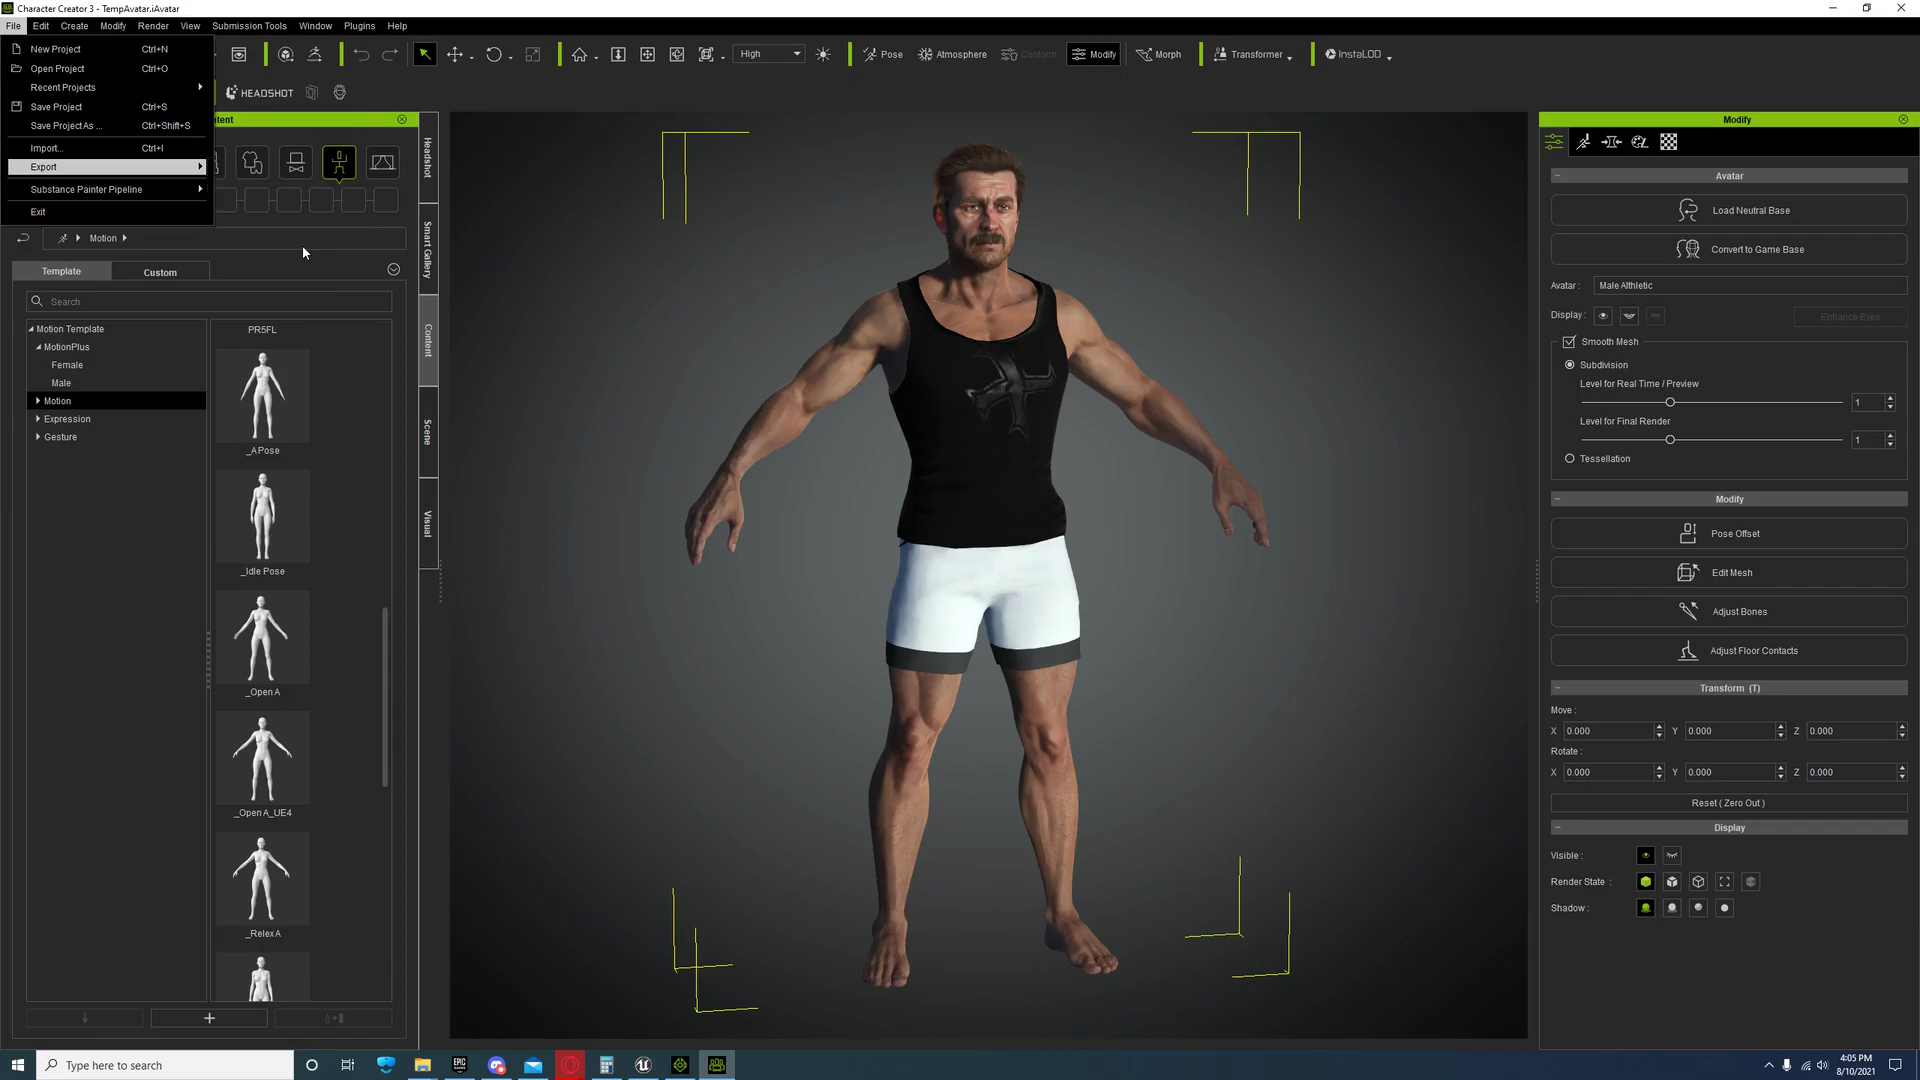 Character Creator 3 - TempAvatar.iAvatar
File Edit Create Modify Render View Submission Tools Window Plugins Help
New Project Ctrl+N
Open Project Ctrl+O
Recent Projects
Save Project Ctrl+S
Save Project As ... Ctrl+Shift+S
Import... Ctrl+I
Export
Substance Painter Pipeline
Exit
High
Pose
Atmosphere
Conform
Modify
Morph
Transformer
InstaLOD
HEADSHOT
tent
Headshot
Smart Gallery
Content
Scene
Visual
Motion
Template
Custom
Search
Motion Template
MotionPlus
Female
Male
Motion
Expression
Gesture
PR5FL
_A Pose
_Idle Pose
_Open A
_Open A_UE4
_Relex A
Modify
Avatar
Load Neutral Base
Convert to Game Base
Avatar : Male Althletic
Display :
Enhance Eyes
Smooth Mesh
Subdivision
Level for Real Time / Preview
1
Level for Final Render
1
Tessellation
Modify
Pose Offset
Edit Mesh
Adjust Bones
Adjust Floor Contacts
Transform (T)
Move :
X 0.000 Y 0.000 Z 0.000
Rotate :
X 0.000 Y 0.000 Z 0.000
Reset ( Zero Out )
Display
Visible :
Render State :
Shadow :
Type here to search
EPIC GAMES
4:05 PM
8/10/2021